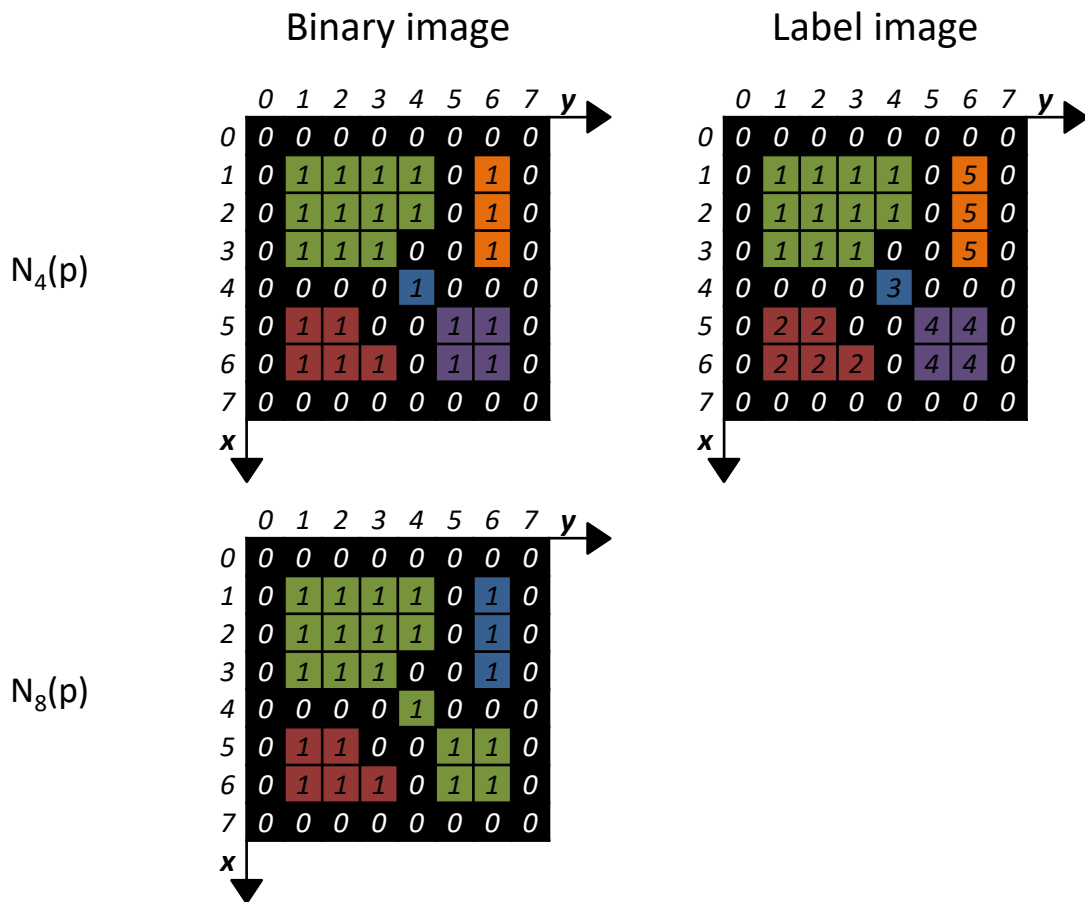 Binary image
Label image
0 1 2 3 4 5 6 7 y
0 0 0 0 0 0 0 0 0
1 0 1 1 1 1 0 1 0
2 0 1 1 1 1 0 1 0
3 0 1 1 1 0 0 1 0
4 0 0 0 0 1 0 0 0
5 0 1 1 0 0 1 1 0
6 0 1 1 1 0 1 1 0
7 0 0 0 0 0 0 0 0
x
0 1 2 3 4 5 6 7 y
0 0 0 0 0 0 0 0 0
1 0 1 1 1 1 0 5 0
2 0 1 1 1 1 0 5 0
3 0 1 1 1 0 0 5 0
4 0 0 0 0 3 0 0 0
5 0 2 2 0 0 4 4 0
6 0 2 2 2 0 4 4 0
7 0 0 0 0 0 0 0 0
x
N₄(p)
0 1 2 3 4 5 6 7 y
0 0 0 0 0 0 0 0 0
1 0 1 1 1 1 0 1 0
2 0 1 1 1 1 0 1 0
3 0 1 1 1 0 0 1 0
4 0 0 0 0 1 0 0 0
5 0 1 1 0 0 1 1 0
6 0 1 1 1 0 1 1 0
7 0 0 0 0 0 0 0 0
x
N₈(p)